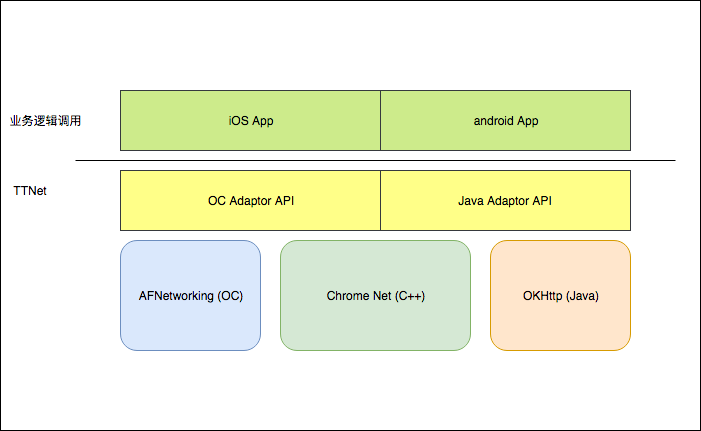 业务逻辑调用
iOS App
android App
TTNet
OC Adaptor API
Java Adaptor API
AFNetworking (OC)
Chrome Net (C++)
OKHttp (Java)